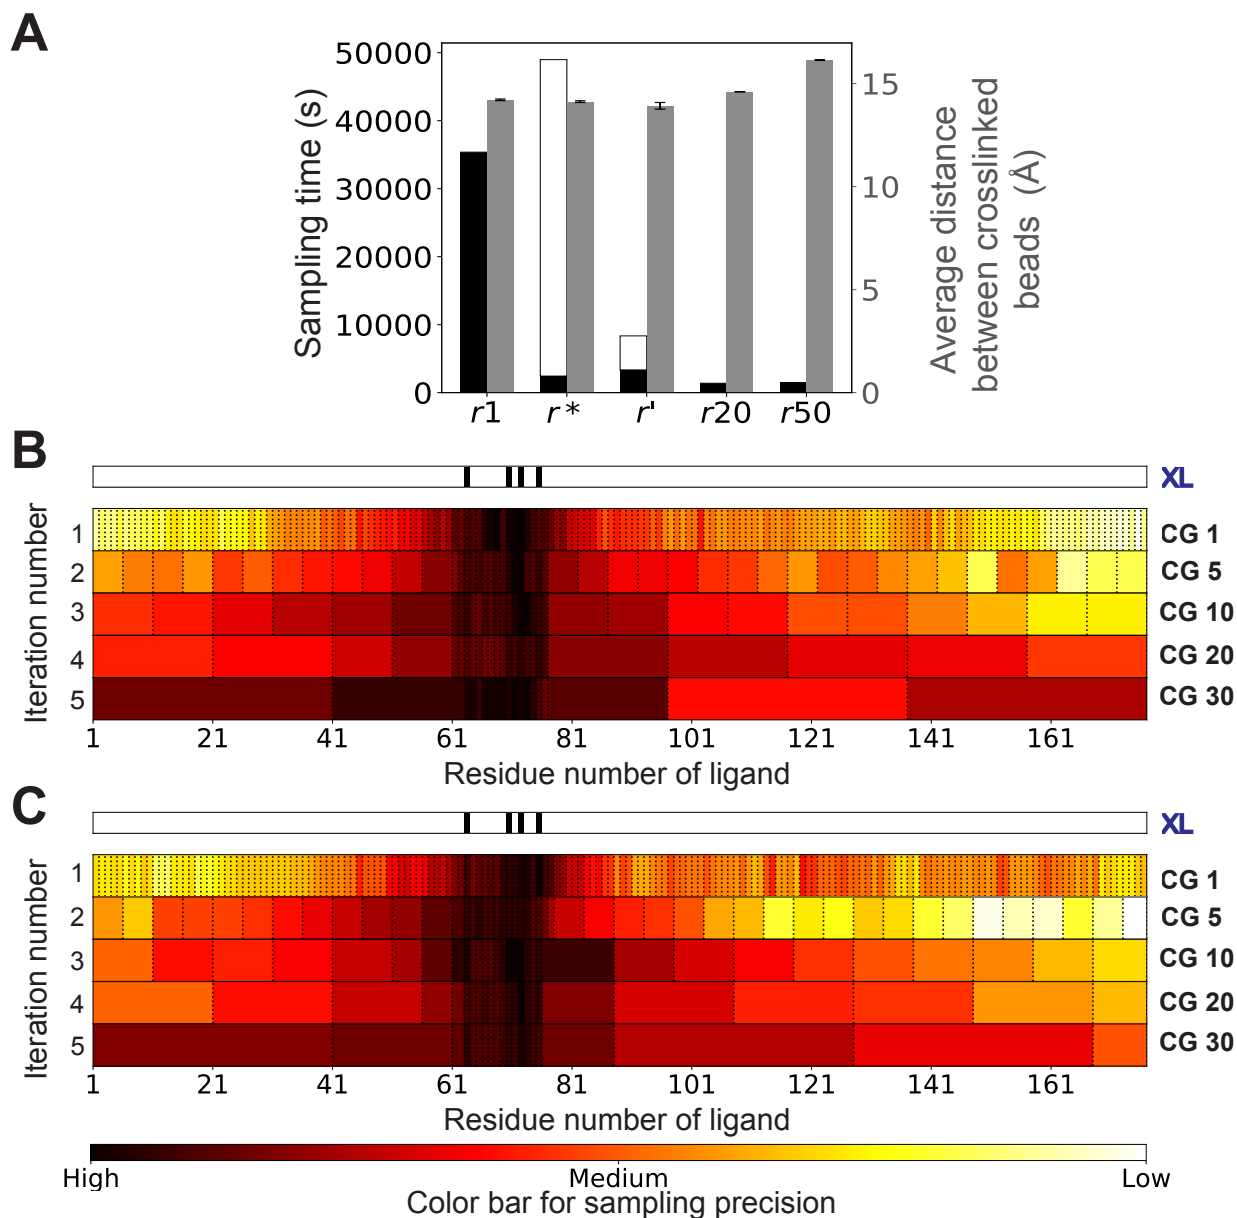 A
50000
40000
30000
20000
10000
0
Sampling time (s)
15
10
5
0
Average distance
between crosslinked
beads (Å)
r1 r* r' r20 r50
B
XL
Iteration number
1 CG 1
2 CG 5
3 CG 10
4 CG 20
5 CG 30
1 21 41 61 81 101 121 141 161
Residue number of ligand
C
XL
Iteration number
1 CG 1
2 CG 5
3 CG 10
4 CG 20
5 CG 30
1 21 41 61 81 101 121 141 161
Residue number of ligand
High Medium Low
Color bar for sampling precision